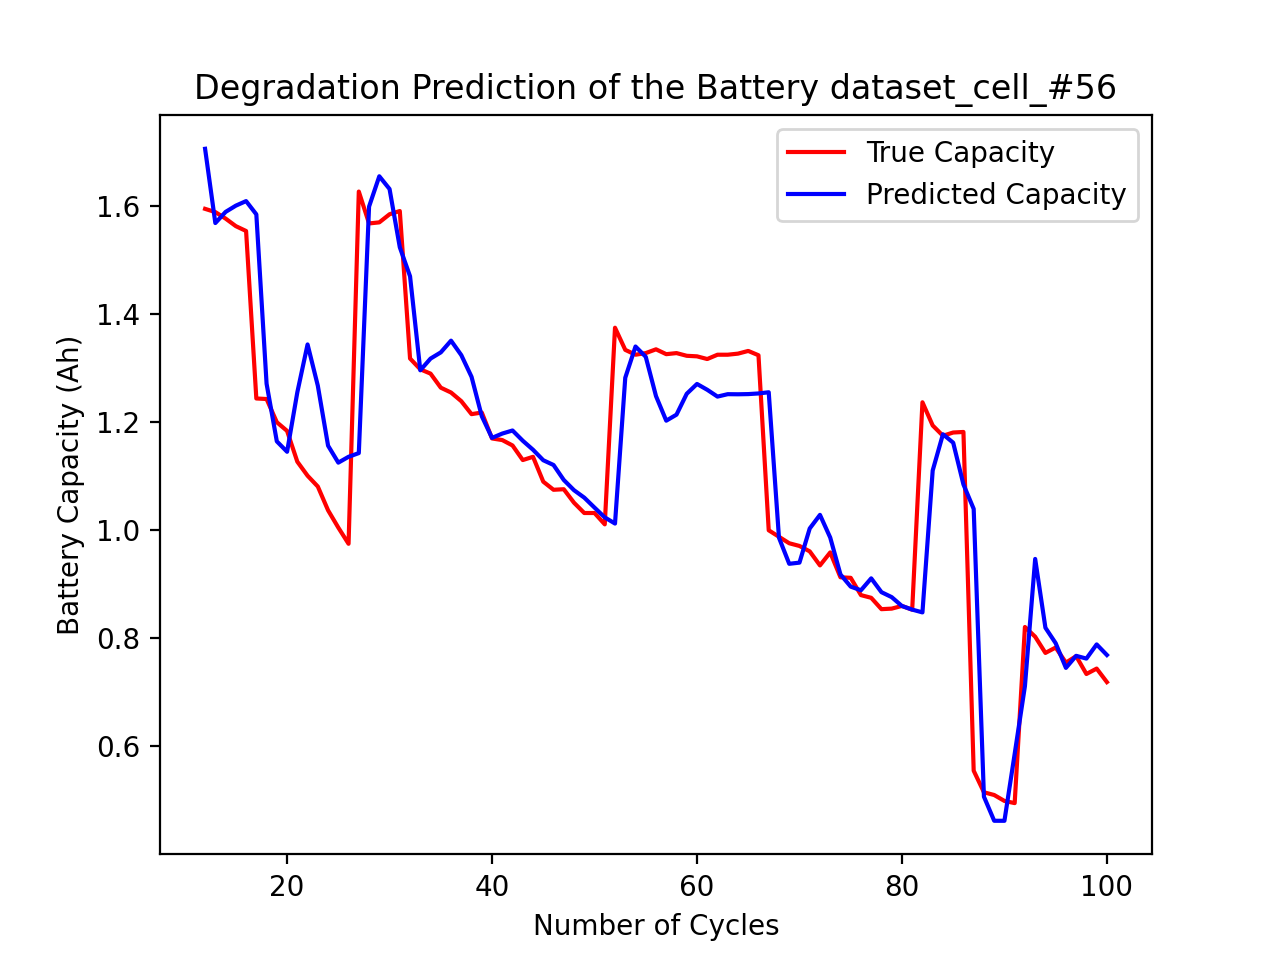 Degradation Prediction of the Battery dataset_cell_#56
True Capacity
Predicted Capacity
Battery Capacity (Ah)
1.6
1.4
1.2
1.0
0.8
0.6
20
40
60
80
100
Number of Cycles